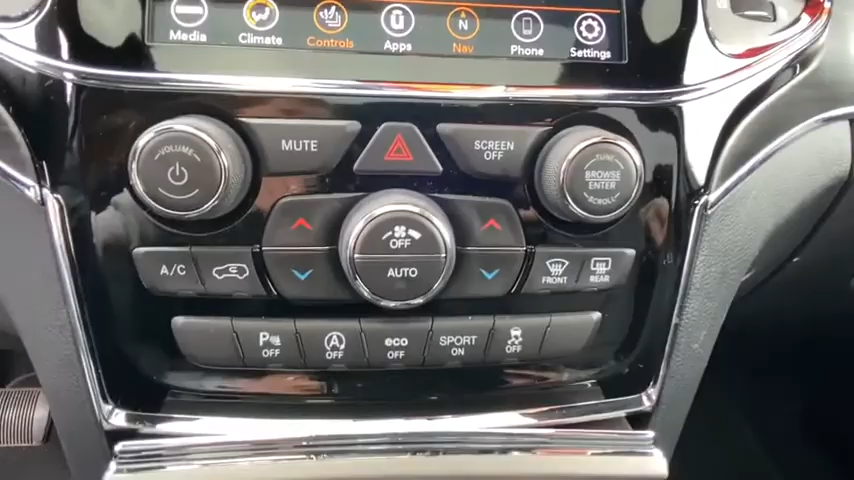 Media Climate Controls Apps Nav Phone Settings
VOLUME
MUTE
SCREEN
OFF
TUNE
BROWSE
ENTER
SCROLL
OFF
AUTO
A/C
FRONT
REAR
P
OFF
A
OFF
eco
OFF
SPORT
ON
OFF